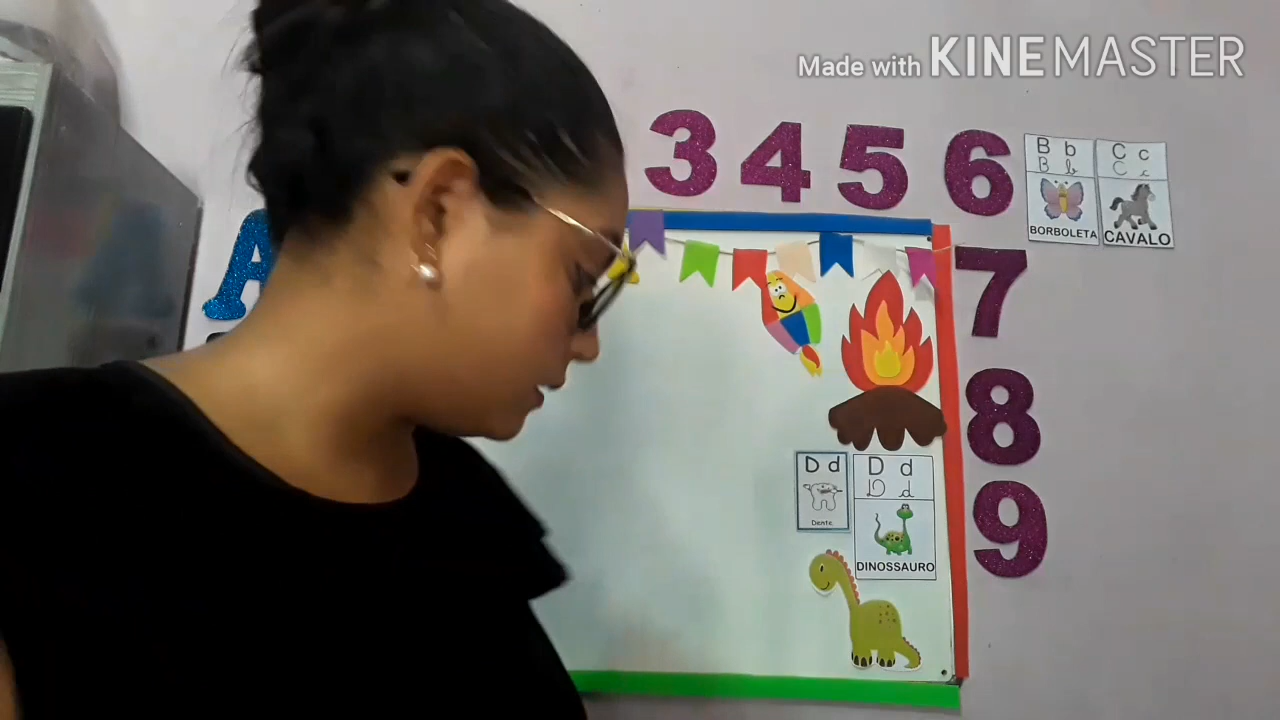 Made with KINEMASTER
3 4 5 6
B b
B b
BORBOLETA
C c
C c
CAVALO
A
7
8
9
D d
Dente
D d
D d
DINOSSAURO